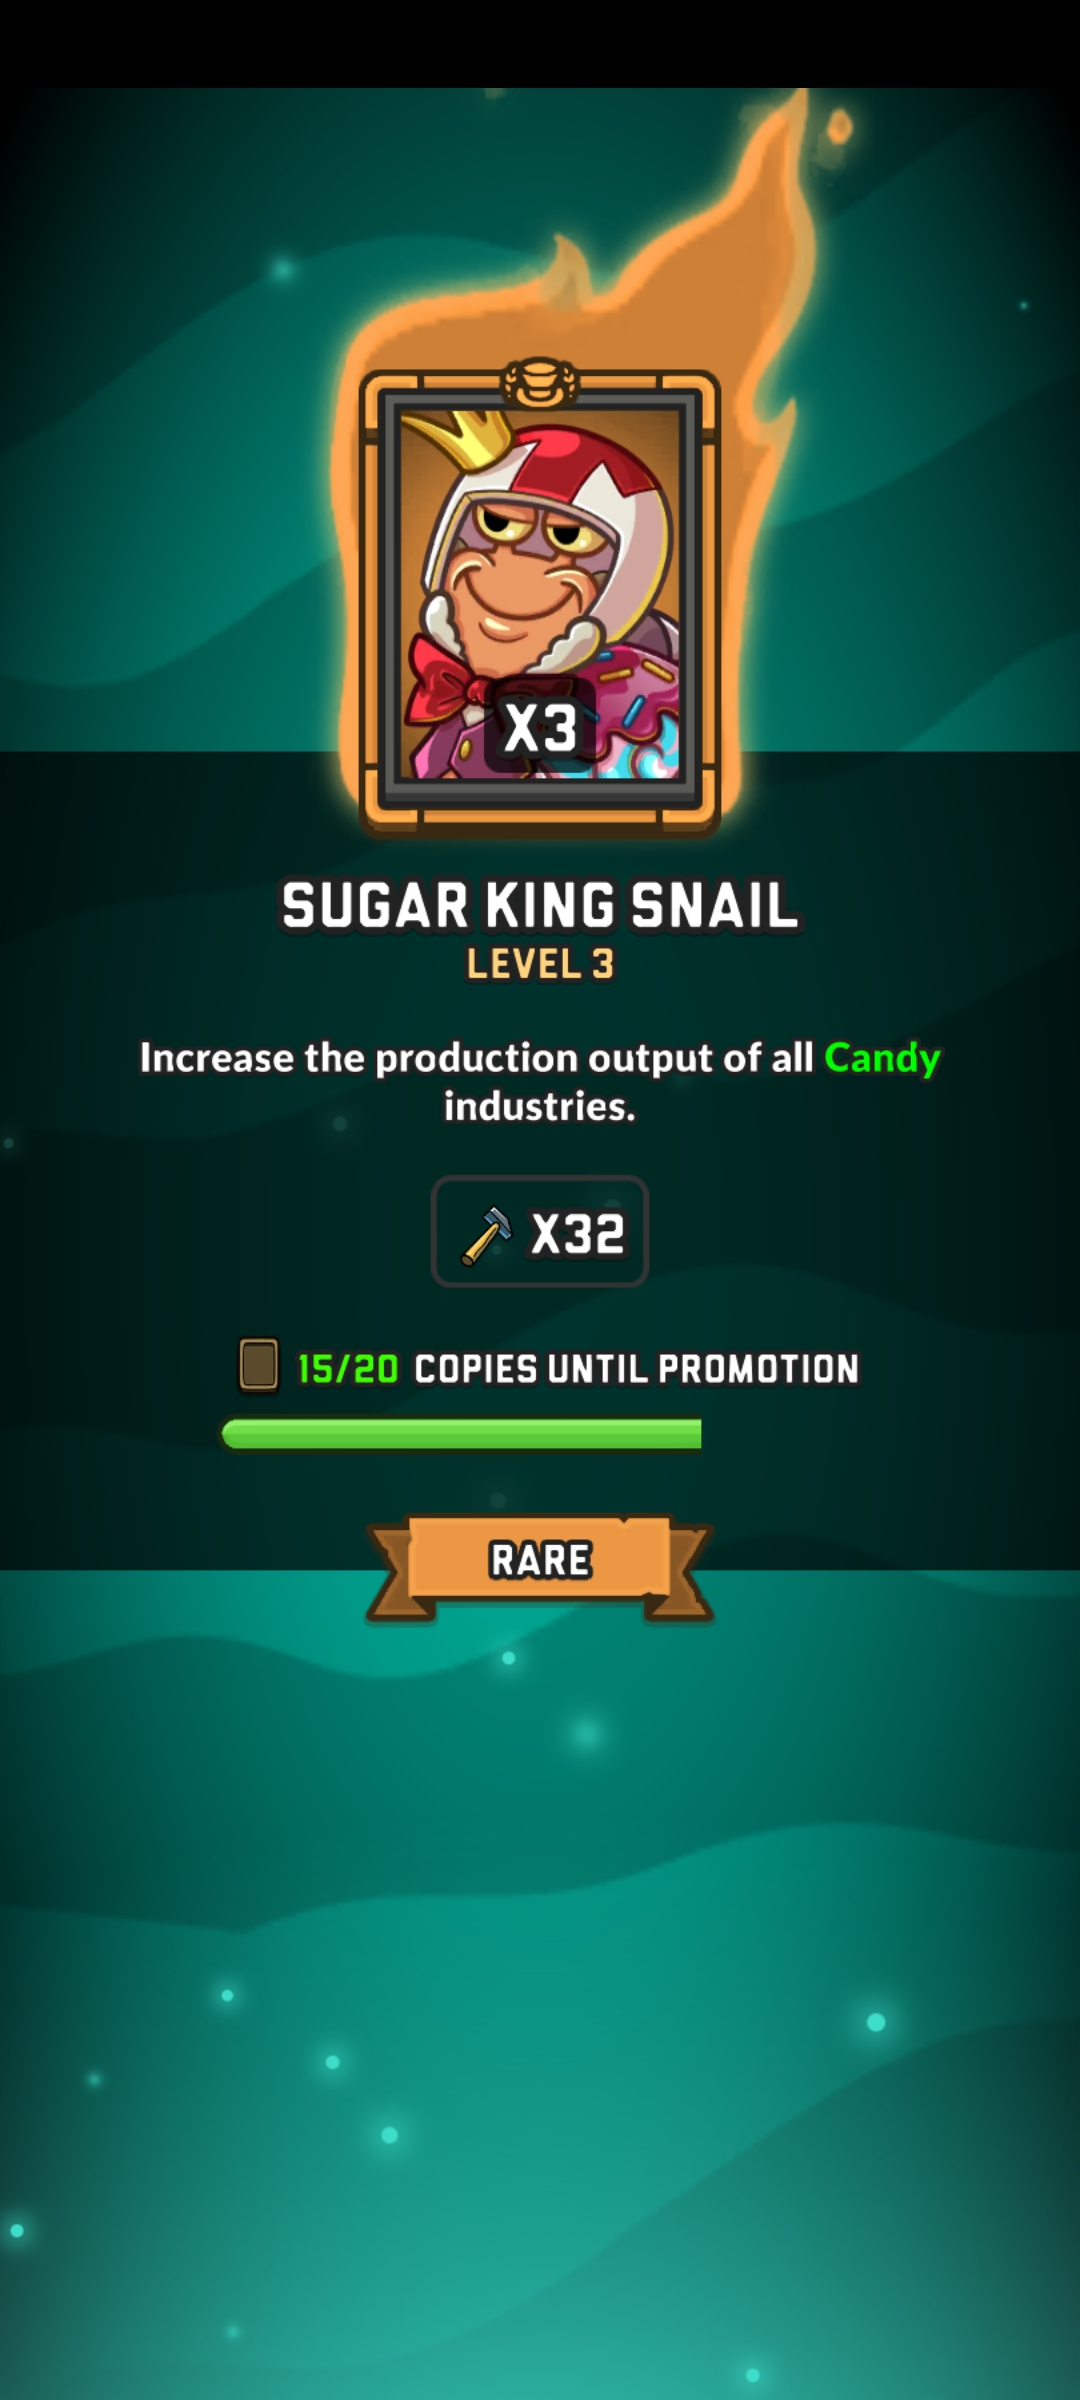 X3
SUGAR KING SNAIL
LEVEL 3
Increase the production output of all Candy
industries.
X32
15/20 COPIES UNTIL PROMOTION
RARE